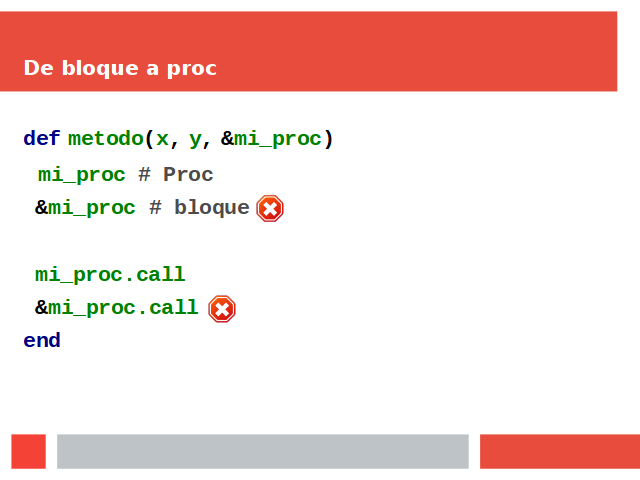 De bloque a proc
def metodo(x, y, &mi_proc)
mi_proc # Proc
&mi_proc # bloque
mi_proc.call
&mi_proc.call
end